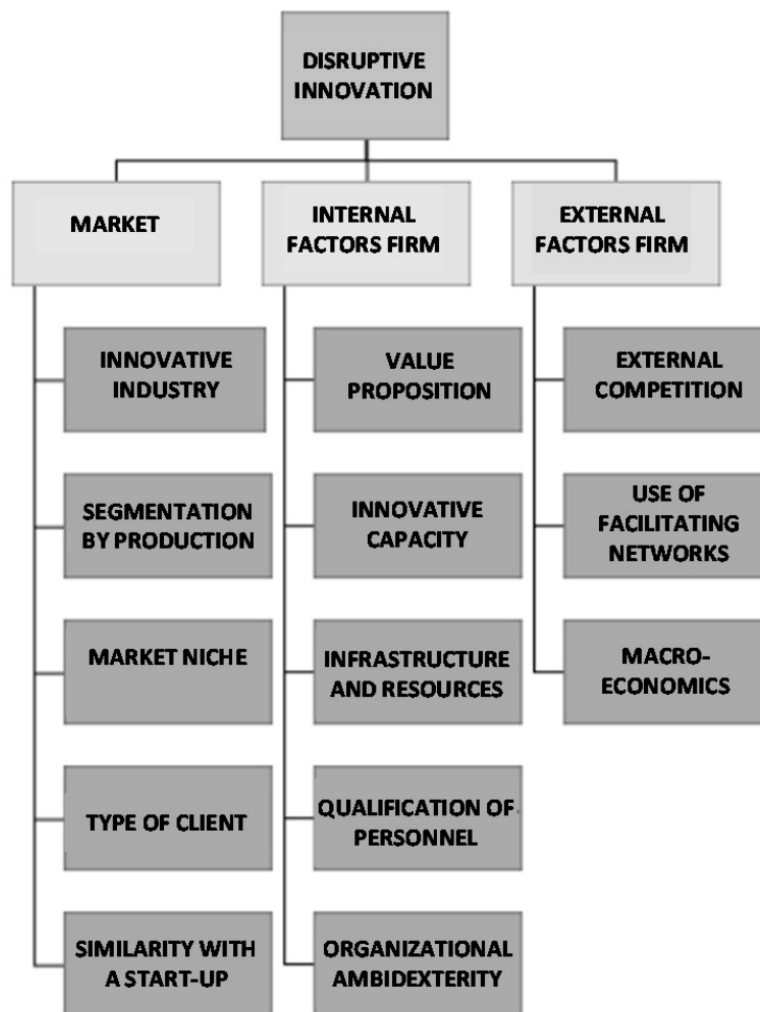 DISRUPTIVE
INNOVATION
MARKET
INTERNAL
FACTORS FIRM
EXTERNAL
FACTORS FIRM
INNOVATIVE
INDUSTRY
SEGMENTATION
BY PRODUCTION
MARKET NICHE
TYPE OF CLIENT
SIMILARITY WITH
A START-UP
VALUE
PROPOSITION
INNOVATIVE
CAPACITY
INFRASTRUCTURE
AND RESOURCES
QUALIFICATION OF
PERSONNEL
ORGANIZATIONAL
AMBIDEXTERITY
EXTERNAL
COMPETITION
USE OF
FACILITATING
NETWORKS
MACRO-
ECONOMICS